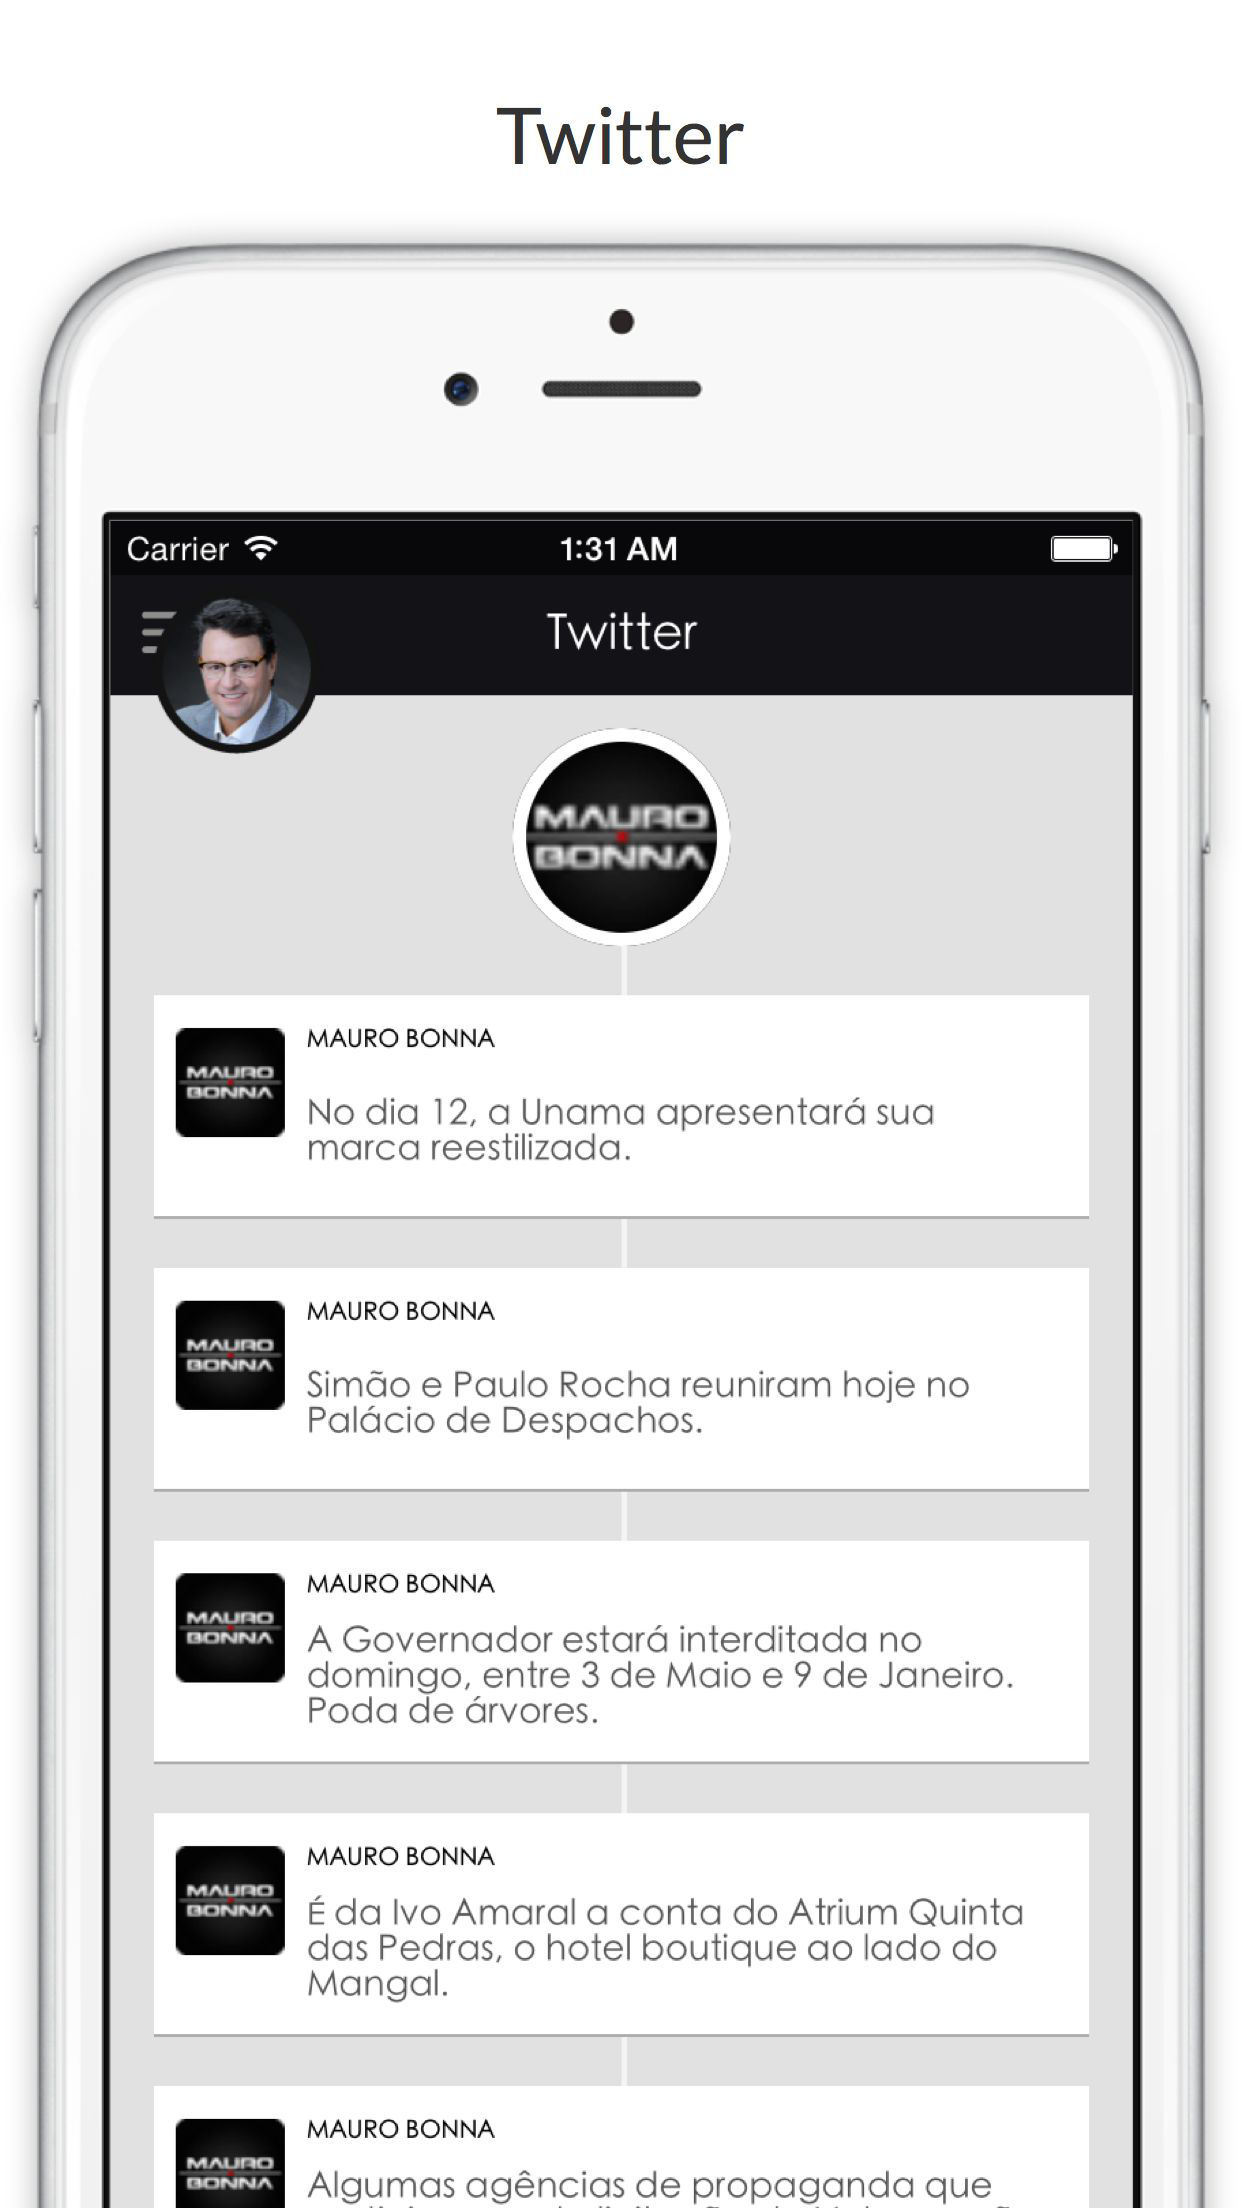 Twitter
Carrier
1:31 AM
Twitter
MAURO
BONNA
MAURO
BONNA
MAURO BONNA
No dia 12, a Unama apresentará sua
marca reestilizada.
MAURO
BONNA
MAURO BONNA
Simão e Paulo Rocha reuniram hoje no
Palácio de Despachos.
MAURO
BONNA
MAURO BONNA
A Governador estará interditada no
domingo, entre 3 de Maio e 9 de Janeiro.
Poda de árvores.
MAURO
BONNA
MAURO BONNA
É da Ivo Amaral a conta do Atrium Quinta
das Pedras, o hotel boutique ao lado do
Mangal.
MAURO
BONNA
MAURO BONNA
Algumas agências de propaganda que